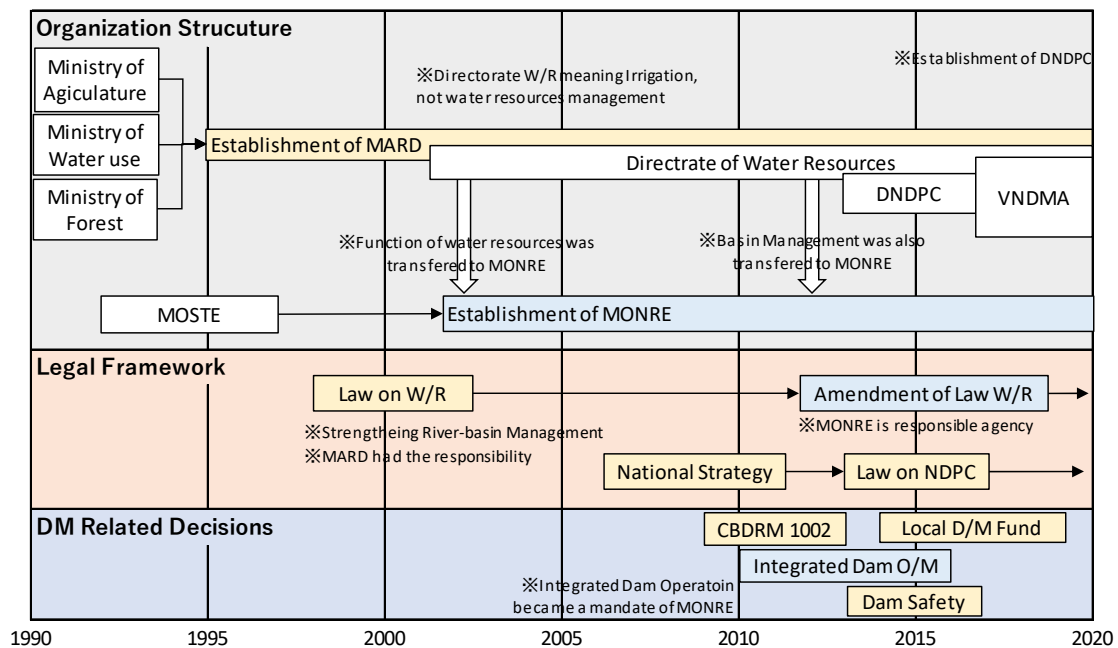 Organization Strucuture
Ministry of
Agiculature
Ministry of
Water use
Ministry of
Forest
※Directorate W/R meaning Irrigation,
not water resources management
※Establishment of DNDPC
Establishment of MARD
Directrate of Water Resources
DNDPC
VNDMA
※Function of water resources was
transfered to MONRE
※Basin Management was also
transfered to MONRE
MOSTE
Establishment of MONRE
Legal Framework
Law on W/R
Amendment of Law W/R
※Strengtheing River-basin Management
※MARD had the responsibility
※MONRE is responsible agency
National Strategy
Law on NDPC
DM Related Decisions
CBDRM 1002
Local D/M Fund
Integrated Dam O/M
※Integrated Dam Operatoin
became a mandate of MONRE
Dam Safety
1990
1995
2000
2005
2010
2015
2020